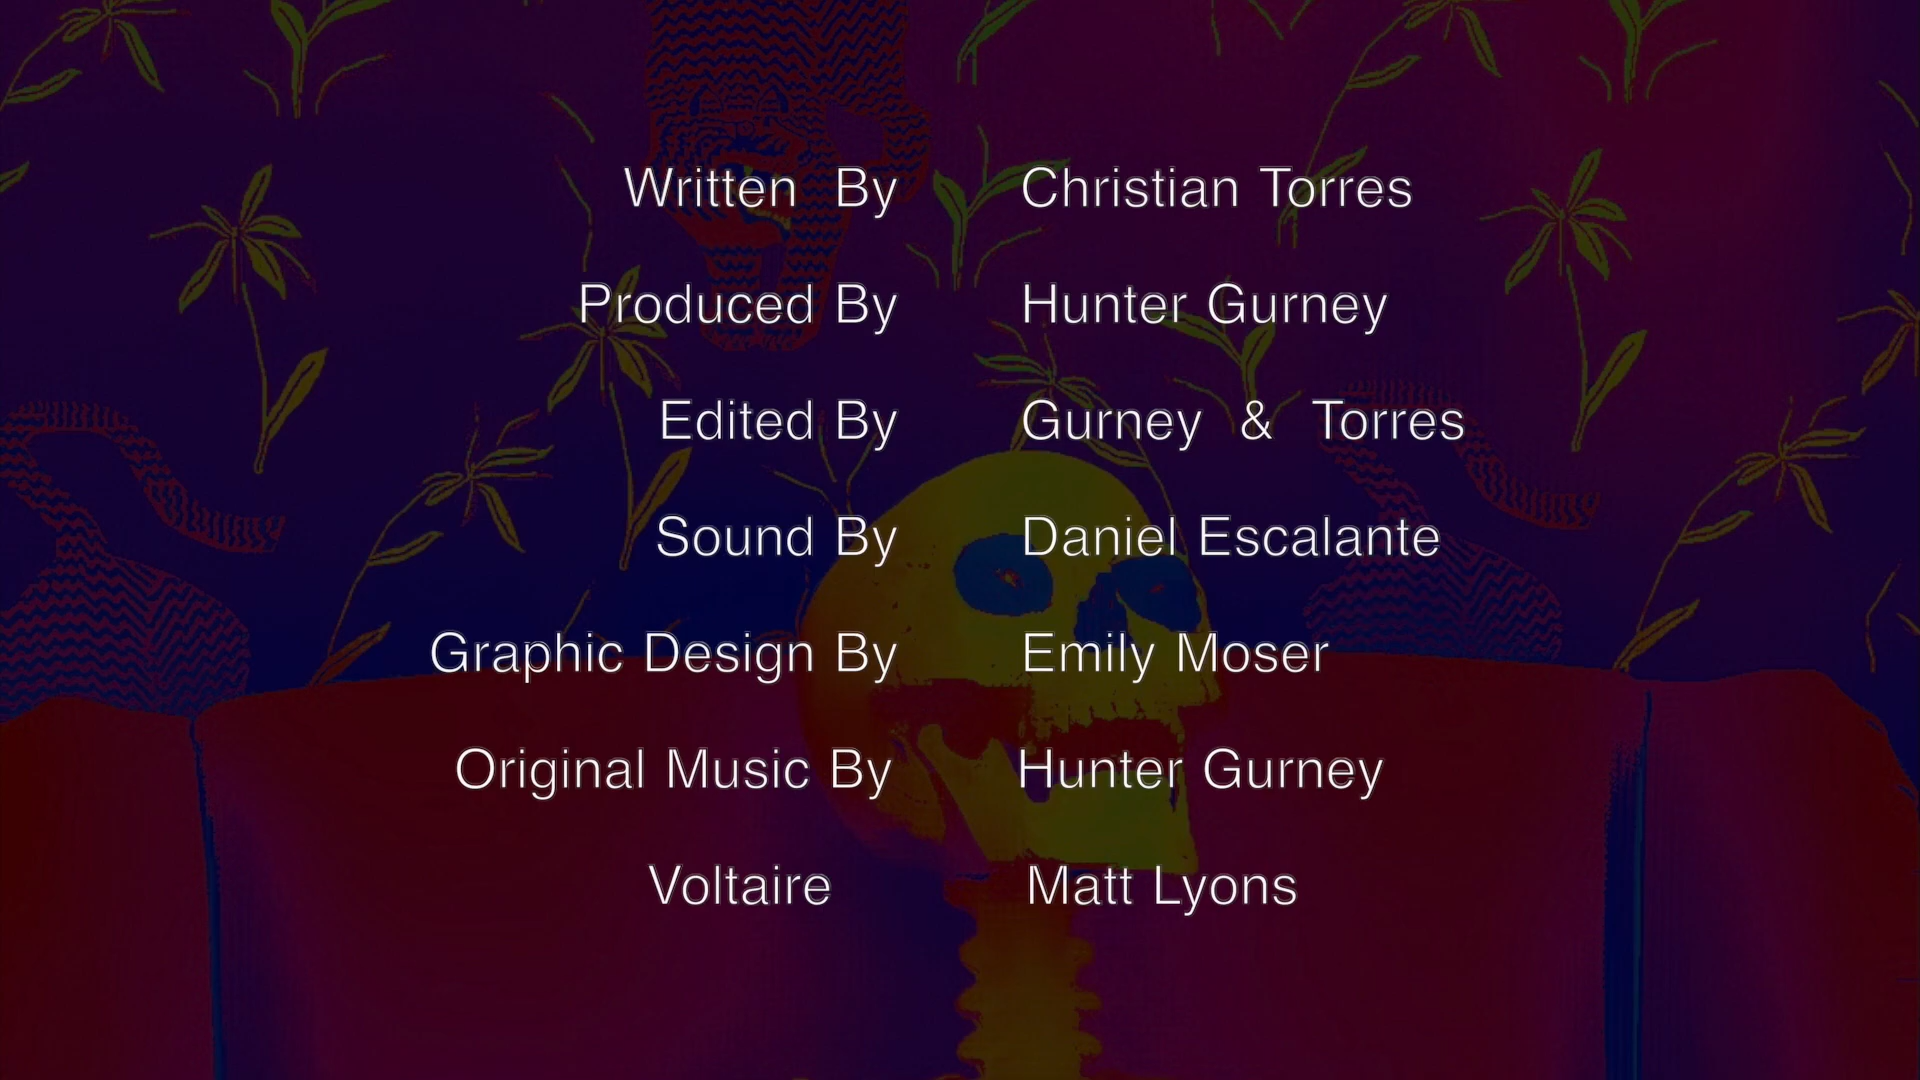 Written By Christian Torres
Produced By Hunter Gurney
Edited By Gurney & Torres
Sound By Daniel Escalante
Graphic Design By Emily Moser
Original Music By Hunter Gurney
Voltaire Matt Lyons